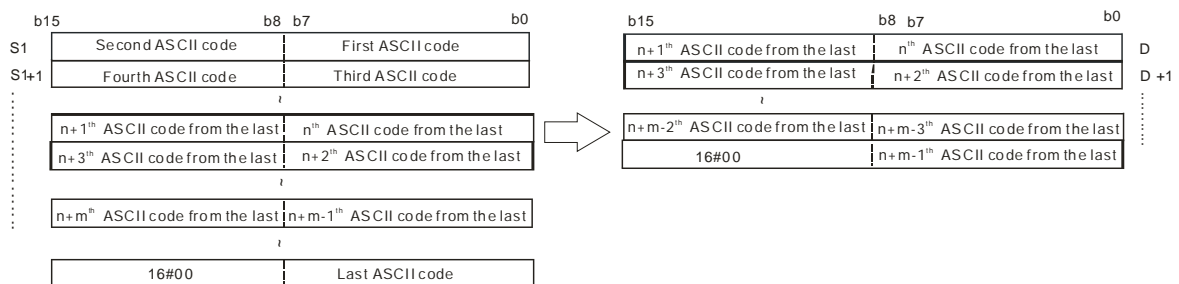 b15 b8 b7 b0
S1 Second ASCII code First ASCII code
S1+1 Fourth ASCII code Third ASCII code
~
n+1th ASCII code from the last nth ASCII code from the last
n+3th ASCII code from the last n+2th ASCII code from the last
~
n+mth ASCII code from the last n+m-1th ASCII code from the last
~
16#00 Last ASCII code
b15 b8 b7 b0
n+1th ASCII code from the last nth ASCII code from the last D
n+3th ASCII code from the last n+2th ASCII code from the last D +1
~
n+m-2th ASCII code from the last n+m-3th ASCII code from the last
16#00 n+m-1th ASCII code from the last